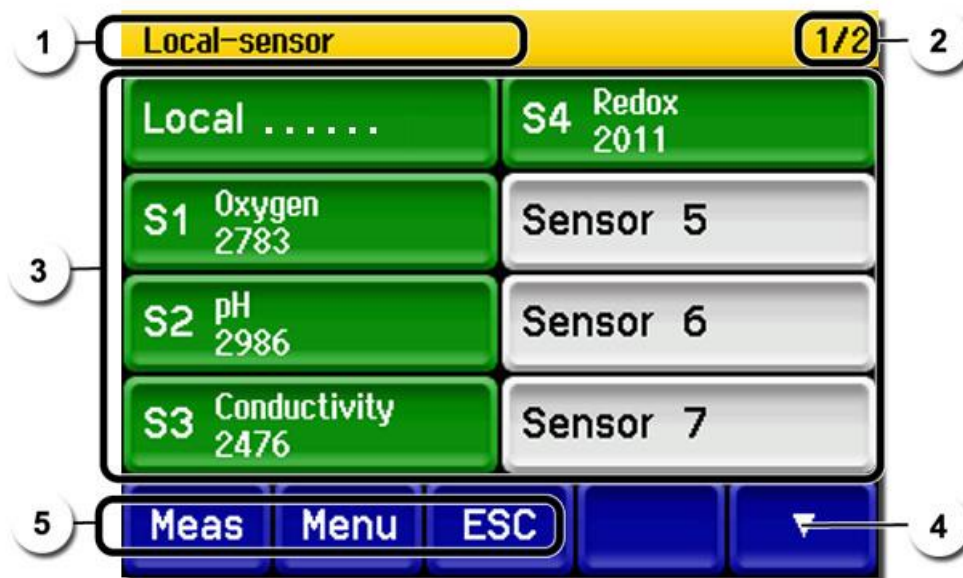 1
Local-sensor
1/2
2
3
Local ......
S4 Redox
2011
S1 Oxygen
2783
Sensor 5
S2 pH
2986
Sensor 6
S3 Conductivity
2476
Sensor 7
5
Meas
Menu
ESC
▼
4